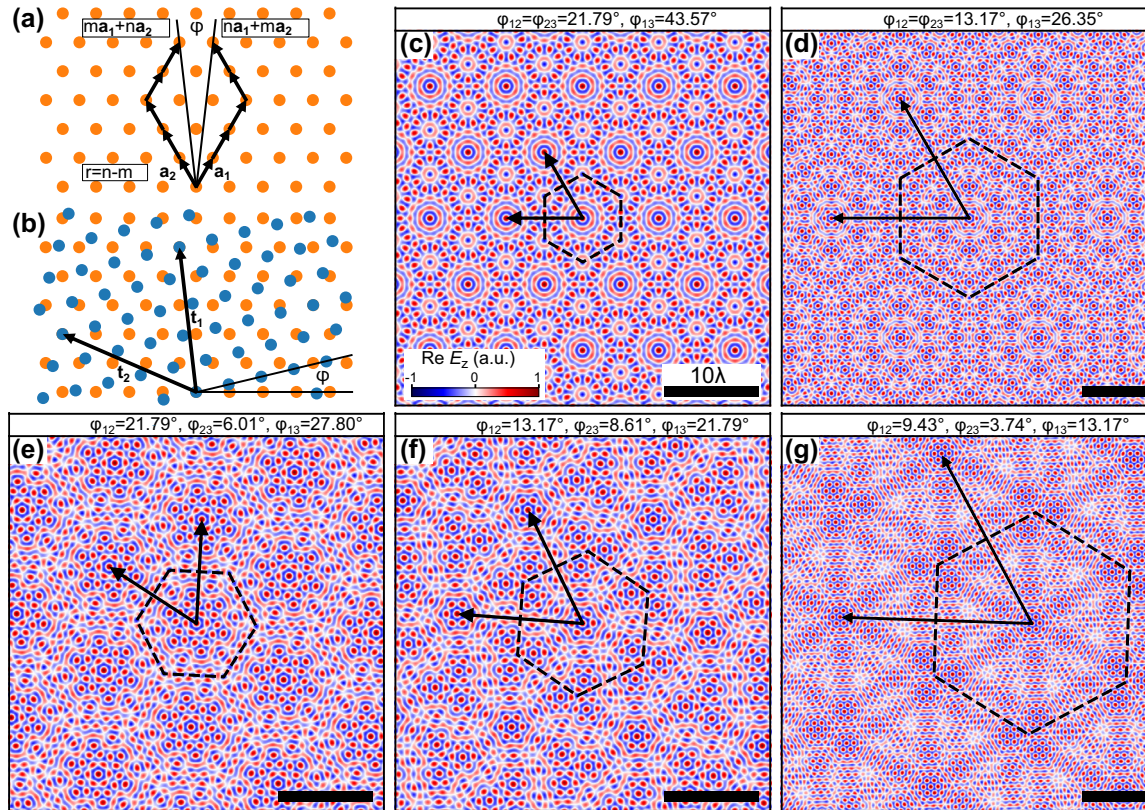 (a)
ma₁+na₂
φ
na₁+ma₂
r=n-m
a₂
a₁
(b)
t₁
t₂
φ
φ₁₂=φ₂₃=21.79°, φ₁₃=43.57°
(c)
Re E_z (a.u.)
-1 0 1
10λ
φ₁₂=φ₂₃=13.17°, φ₁₃=26.35°
(d)
φ₁₂=21.79°, φ₂₃=6.01°, φ₁₃=27.80°
(e)
φ₁₂=13.17°, φ₂₃=8.61°, φ₁₃=21.79°
(f)
φ₁₂=9.43°, φ₂₃=3.74°, φ₁₃=13.17°
(g)